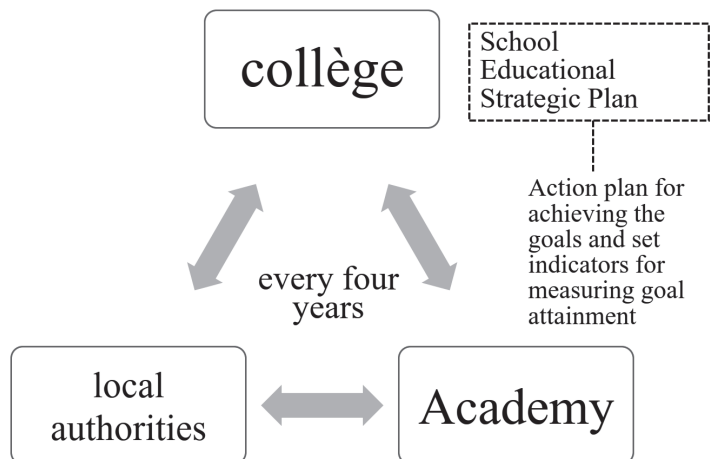 collège
School
Educational
Strategic Plan
Action plan for
achieving the
goals and set
indicators for
measuring goal
attainment
every four
years
local
authorities
Academy